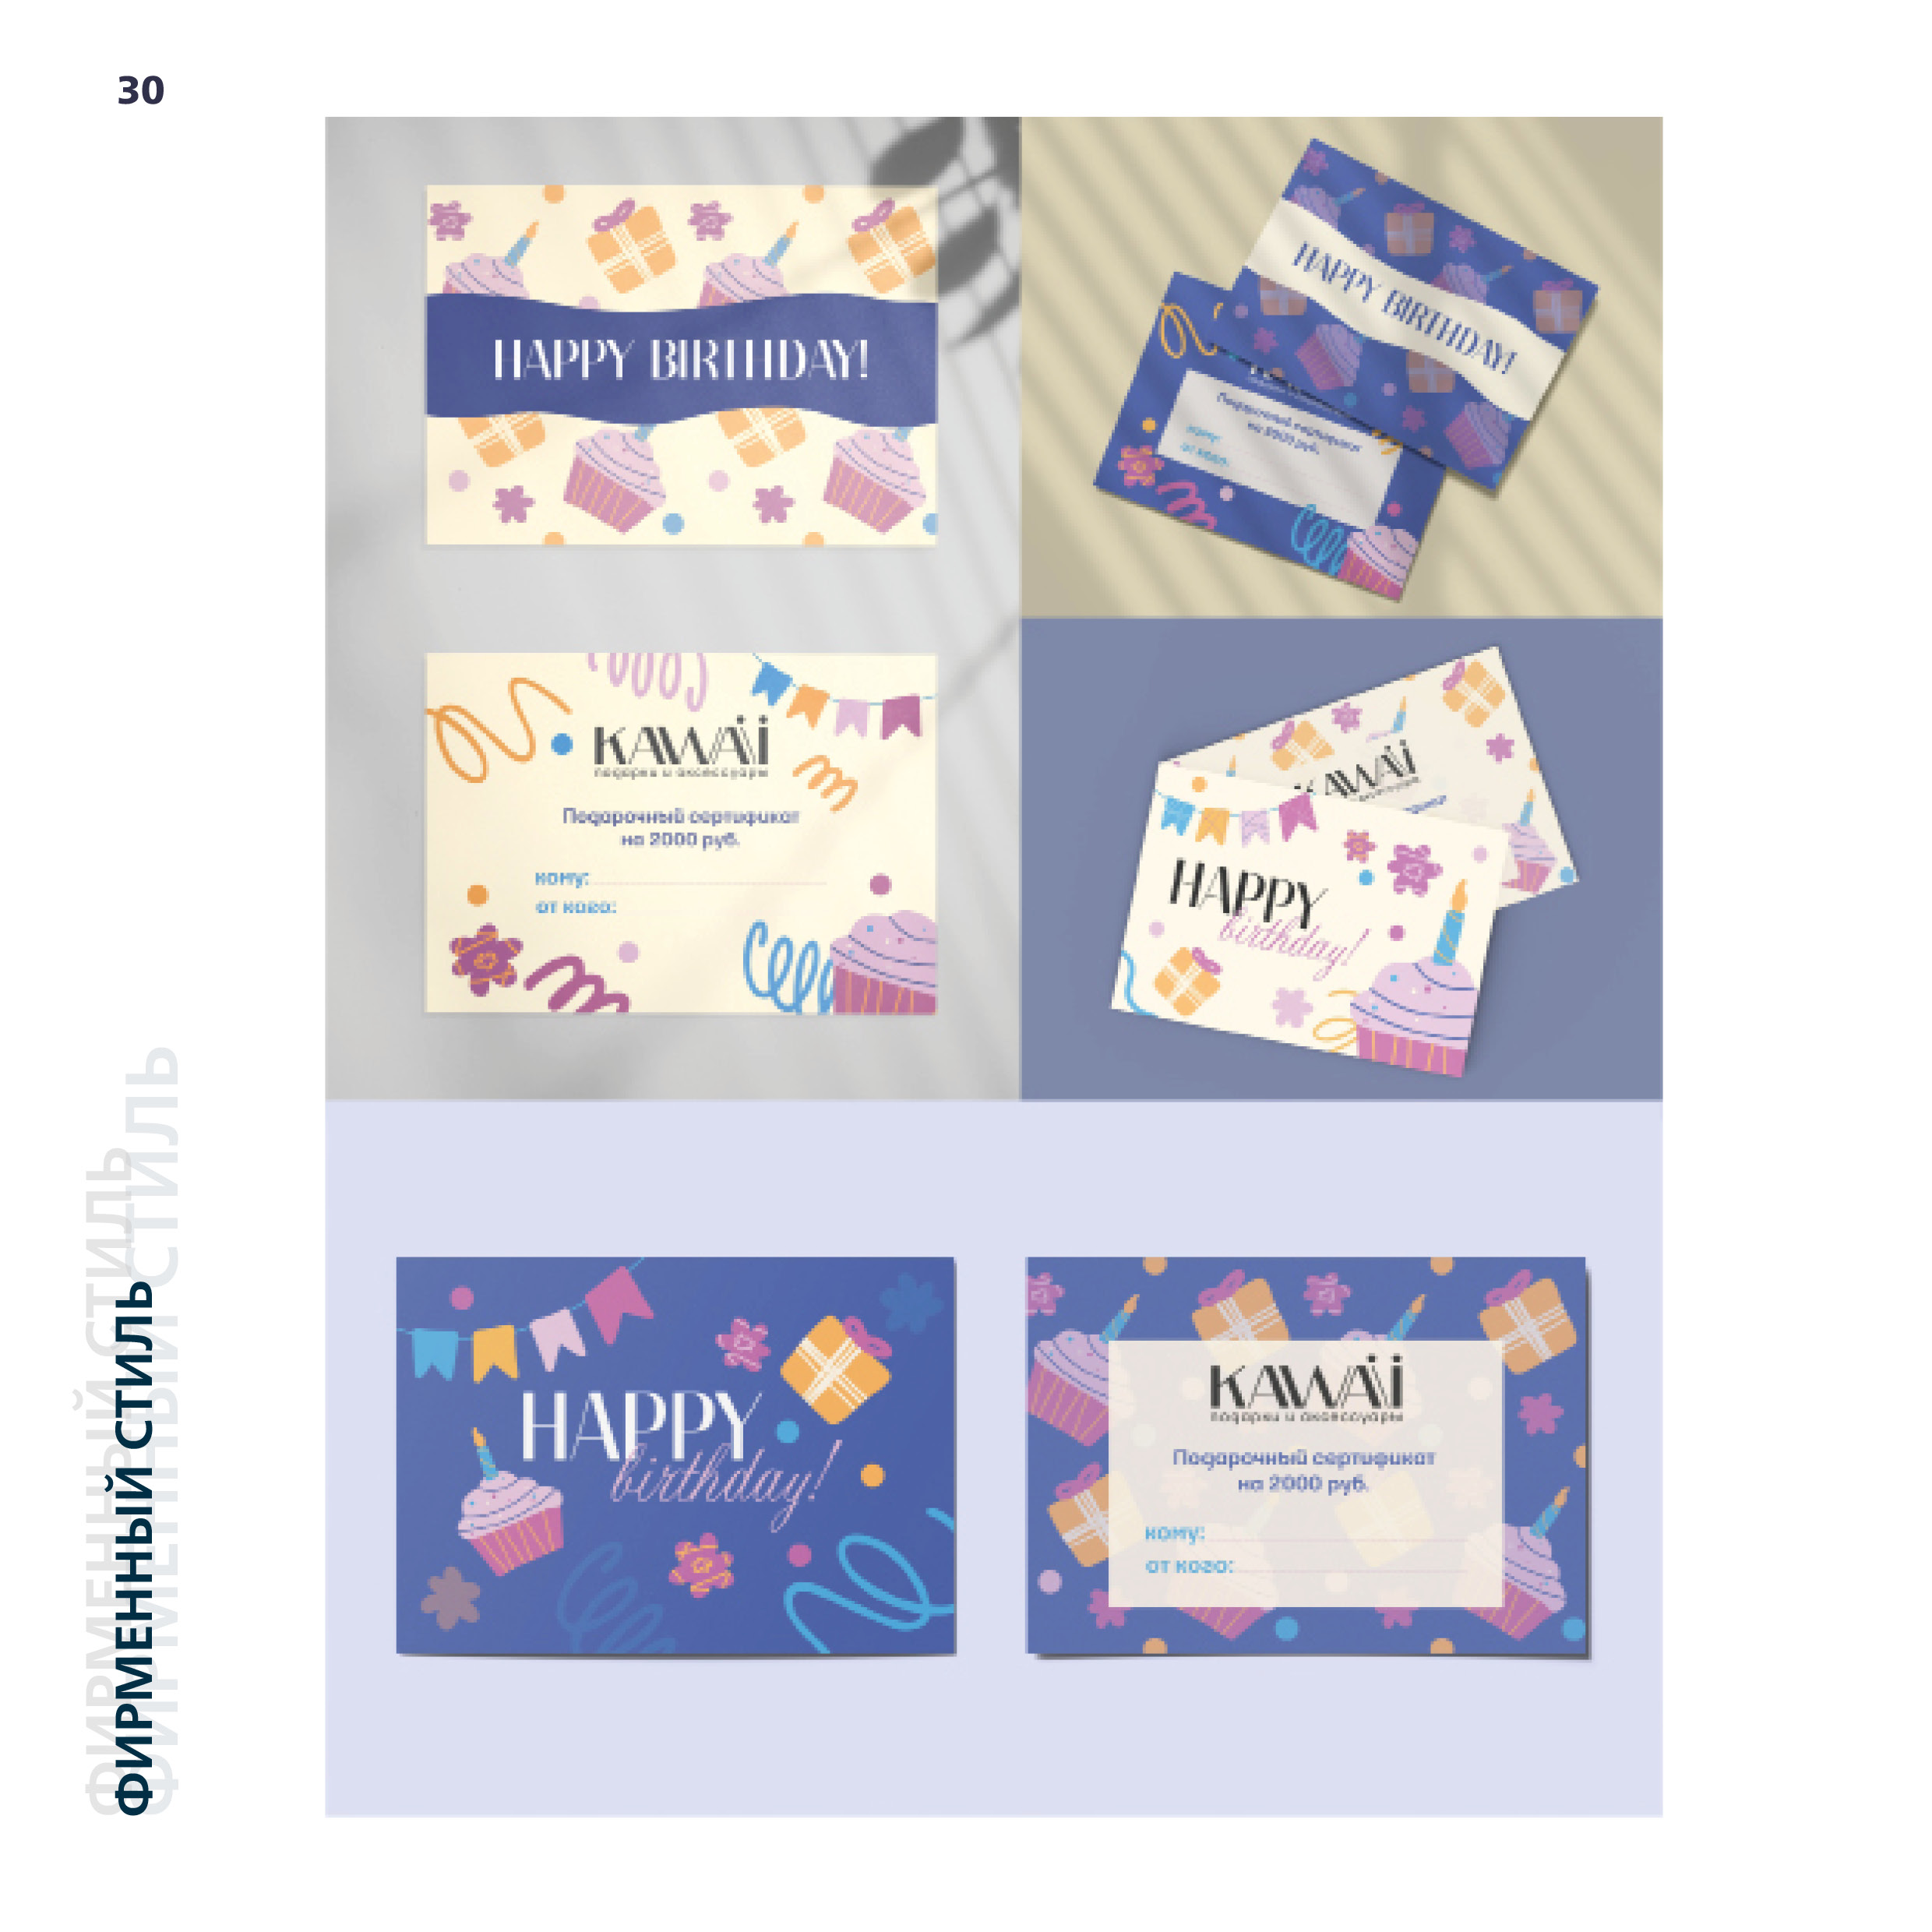 30
HAPPY BIRTHDAY!
KAWAii
подарки и аксессуары
Подарочный сертификат
на 2000 руб.
кому:
от кого:
HAPPY BIRTHDAY!
Подарочный сертификат
на 2000 руб.
кому:
от кого:
KAWAii
HAPPY
birthday!
HAPPY
birthday!
KAWAii
подарки и аксессуары
Подарочный сертификат
на 2000 руб.
кому:
от кого:
ФИРМЕННЫЙ СТИЛЬ
ФИРМЕННЫЙ СТИЛЬ
ФИРМЕННЫЙ СТИЛЬ